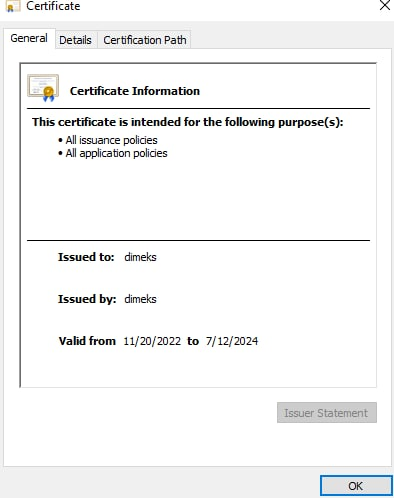 Certificate
General Details Certification Path
Certificate Information
This certificate is intended for the following purpose(s):
• All issuance policies
• All application policies
Issued to: dimeks
Issued by: dimeks
Valid from 11/20/2022 to 7/12/2024
Issuer Statement
OK